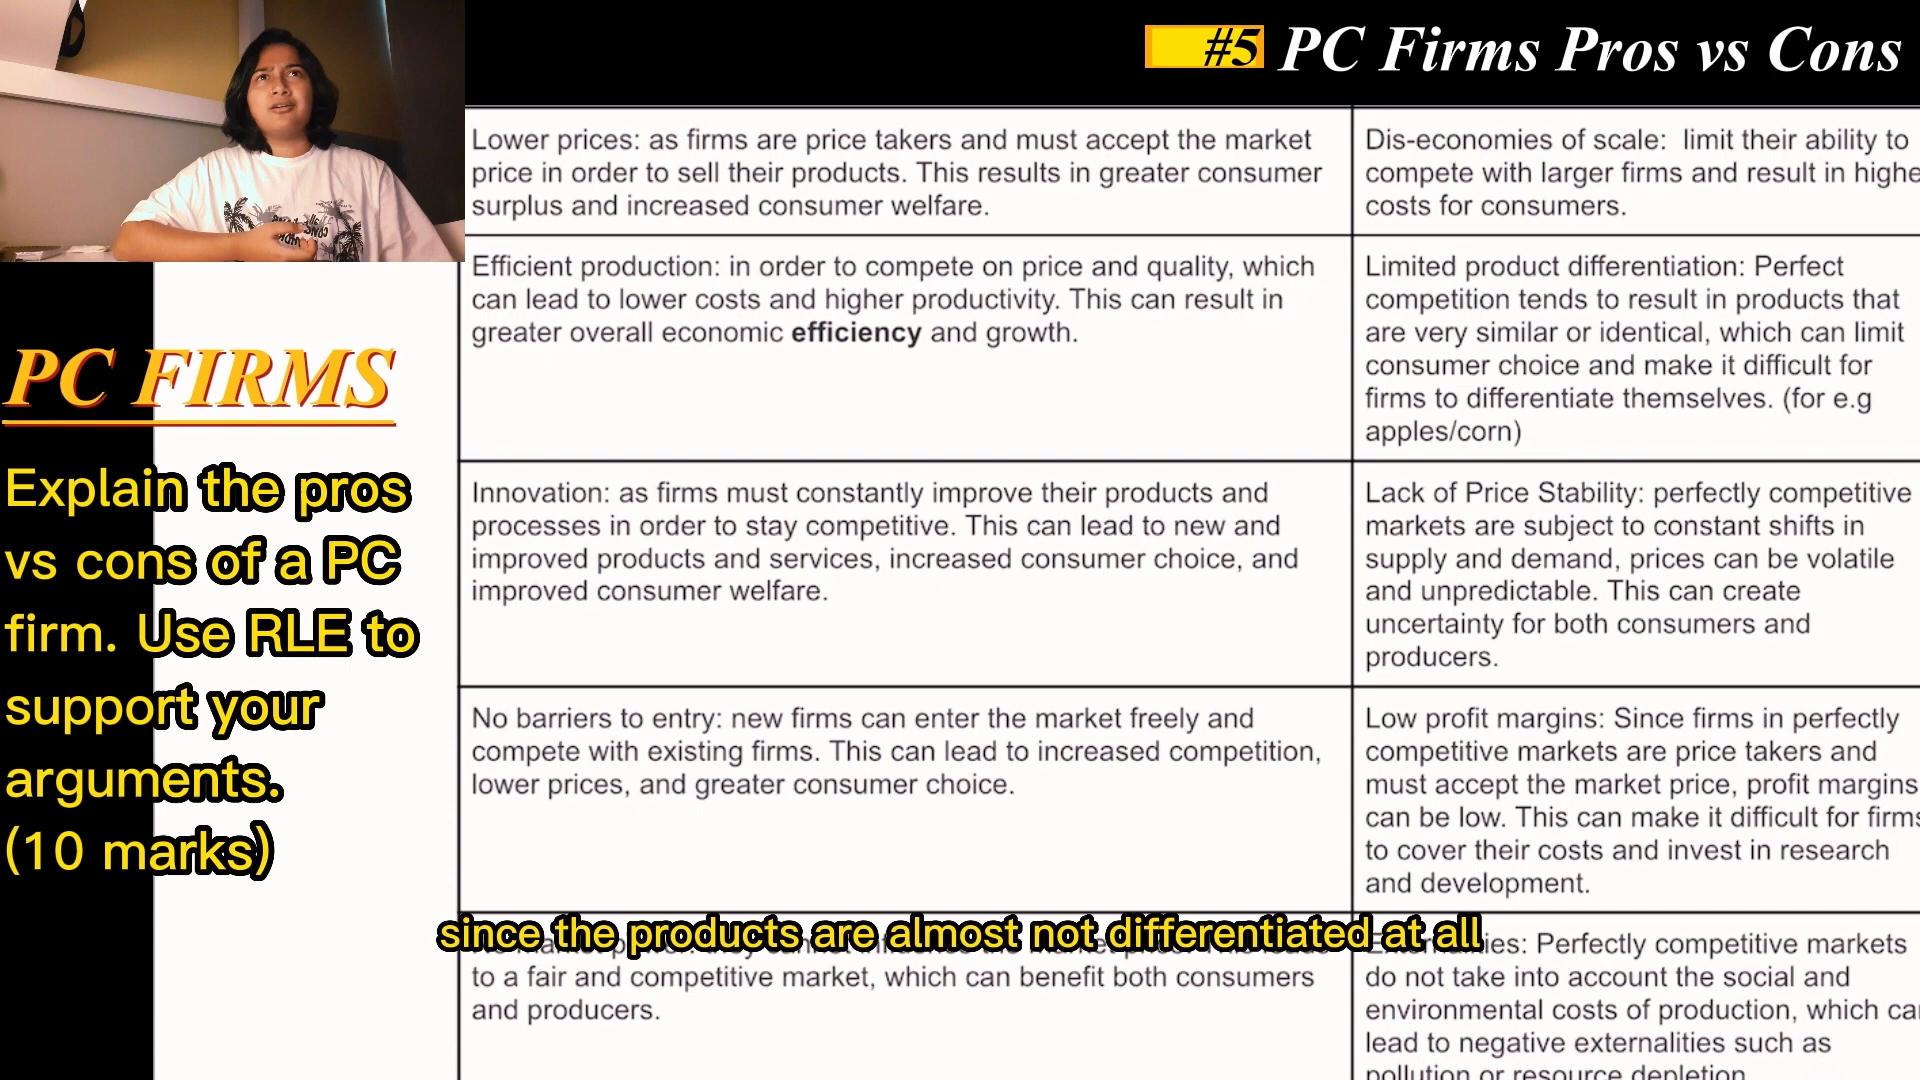 #5 PC Firms Pros vs Cons
PC FIRMS
Explain the pros
vs cons of a PC
firm. Use RLE to
support your
arguments.
(10 marks)
Lower prices: as firms are price takers and must accept the market
price in order to sell their products. This results in greater consumer
surplus and increased consumer welfare.
Dis-economies of scale: limit their ability to
compete with larger firms and result in highe
costs for consumers.
Efficient production: in order to compete on price and quality, which
can lead to lower costs and higher productivity. This can result in
greater overall economic efficiency and growth.
Limited product differentiation: Perfect
competition tends to result in products that
are very similar or identical, which can limit
consumer choice and make it difficult for
firms to differentiate themselves. (for e.g
apples/corn)
Innovation: as firms must constantly improve their products and
processes in order to stay competitive. This can lead to new and
improved products and services, increased consumer choice, and
improved consumer welfare.
Lack of Price Stability: perfectly competitive
markets are subject to constant shifts in
supply and demand, prices can be volatile
and unpredictable. This can create
uncertainty for both consumers and
producers.
No barriers to entry: new firms can enter the market freely and
compete with existing firms. This can lead to increased competition,
lower prices, and greater consumer choice.
Low profit margins: Since firms in perfectly
competitive markets are price takers and
must accept the market price, profit margins
can be low. This can make it difficult for firms
to cover their costs and invest in research
and development.
since the products are almost not differentiated at all
to a fair and competitive market, which can benefit both consumers
and producers.
Perfectly competitive markets
do not take into account the social and
environmental costs of production, which ca
lead to negative externalities such as
pollution or resource depletion